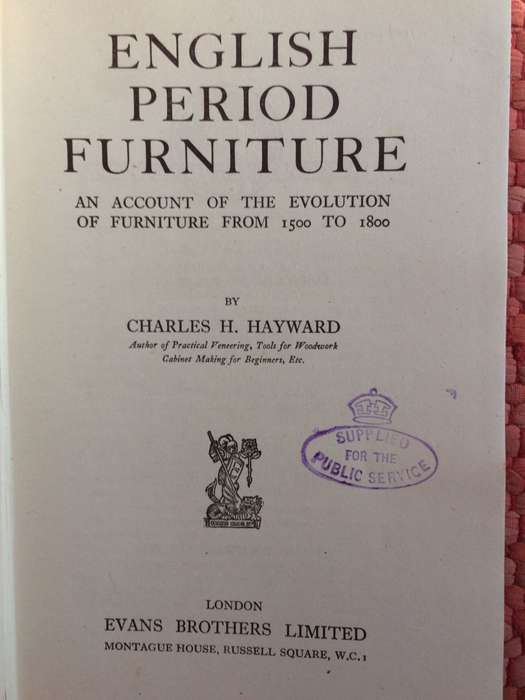 ENGLISH
PERIOD
FURNITURE
AN ACCOUNT OF THE EVOLUTION
OF FURNITURE FROM 1500 TO 1800
BY
CHARLES H. HAYWARD
Author of Practical Veneering, Tools for Woodwork
Cabinet Making for Beginners, Etc.
SUPPLIED
FOR THE
PUBLIC SERVICE
LONDON
EVANS BROTHERS LIMITED
MONTAGUE HOUSE, RUSSELL SQUARE, W.C.1